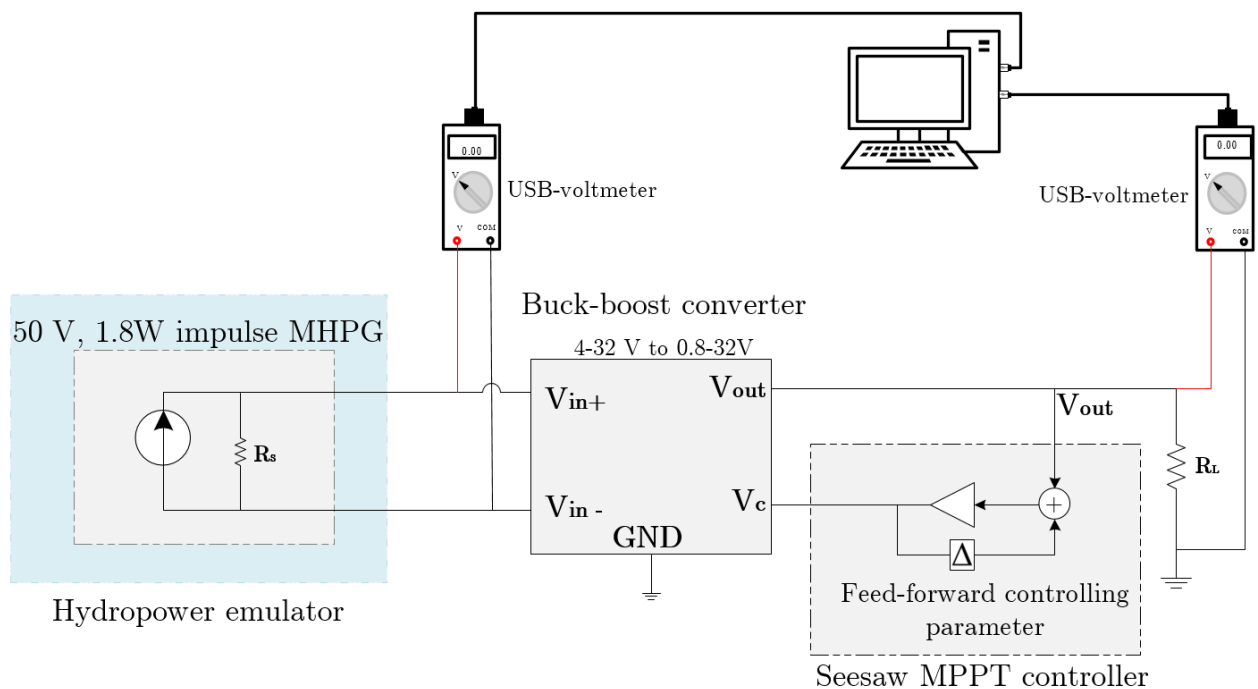 0.00
V
V
COM
USB-voltmeter
0.00
V
V
COM
USB-voltmeter
50 V, 1.8W impulse MHPG
Rs
Hydropower emulator
Buck-boost converter
4-32 V to 0.8-32V
Vin+
Vout
Vin -
Vc
GND
Vout
RL
+
Δ
Feed-forward controlling
parameter
Seesaw MPPT controller